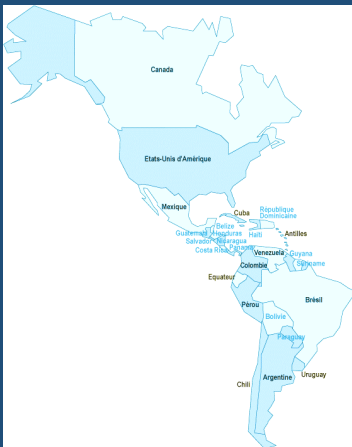 Canada
Etats-Unis d'Amérique
Mexique
Cuba
République
Dominicaine
Belize
Guatemala
Honduras
Haïti
Antilles
Salvador
Nicaragua
Costa Rica
Panama
Venezuela
Guyana
Suriname
Colombie
Equateur
Pérou
Brésil
Bolivie
Paraguay
Chili
Argentine
Uruguay